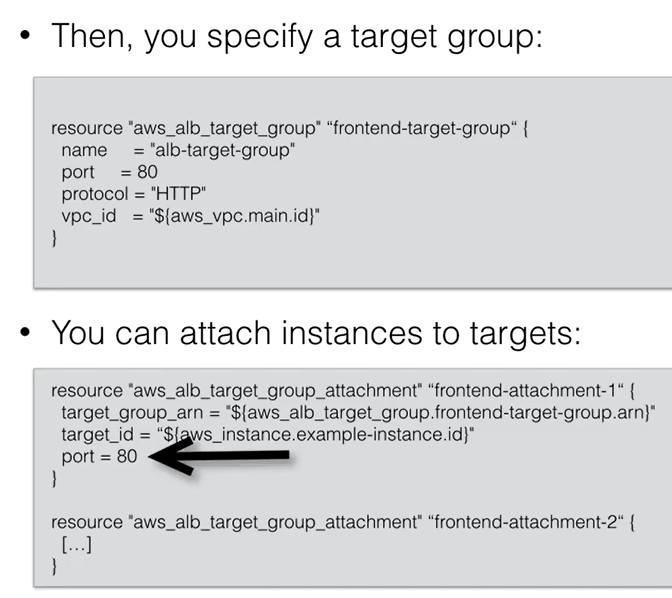 • Then, you specify a target group:
resource "aws_alb_target_group" “frontend-target-group“ {
name = "alb-target-group"
port = 80
protocol = "HTTP"
vpc_id = "${aws_vpc.main.id}"
}
• You can attach instances to targets:
resource "aws_alb_target_group_attachment" “frontend-attachment-1“ {
target_group_arn = "${aws_alb_target_group.frontend-target-group.arn}"
target_id = “${aws_instance.example-instance.id}"
port = 80
}
resource "aws_alb_target_group_attachment" “frontend-attachment-2“ {
[…]
}